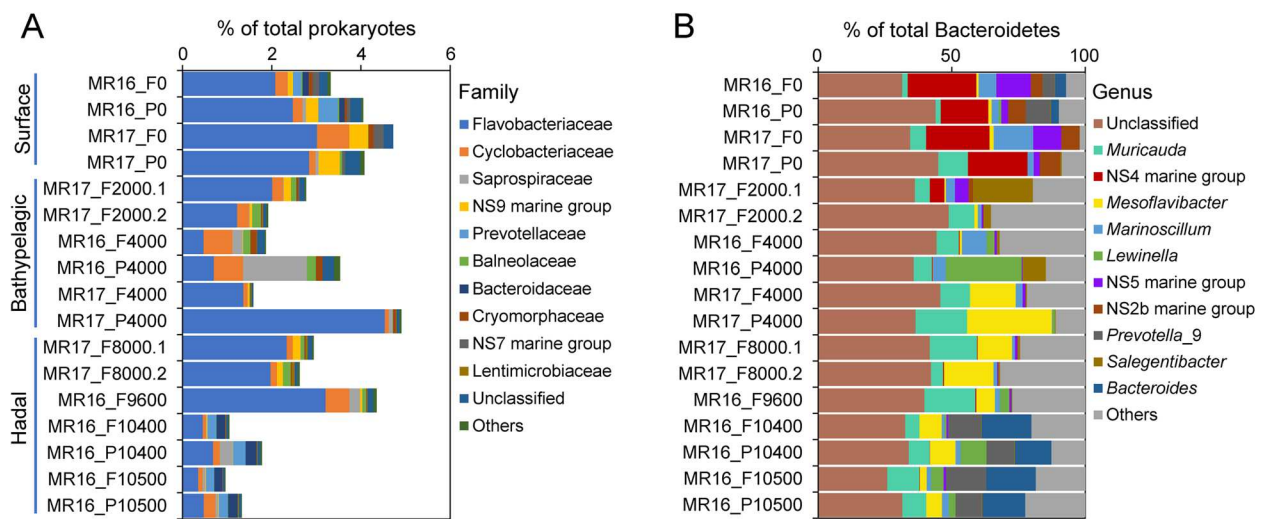 A
% of total prokaryotes
0 2 4 6
Surface
MR16_F0
MR16_P0
MR17_F0
MR17_P0
Bathypelagic
MR17_F2000.1
MR17_F2000.2
MR16_F4000
MR16_P4000
MR17_F4000
MR17_P4000
Hadal
MR17_F8000.1
MR17_F8000.2
MR16_F9600
MR16_F10400
MR16_P10400
MR16_F10500
MR16_P10500
Family
Flavobacteriaceae
Cyclobacteriaceae
Saprospiraceae
NS9 marine group
Prevotellaceae
Balneolaceae
Bacteroidaceae
Cryomorphaceae
NS7 marine group
Lentimicrobiaceae
Unclassified
Others
B
% of total Bacteroidetes
0 50 100
MR16_F0
MR16_P0
MR17_F0
MR17_P0
MR17_F2000.1
MR17_F2000.2
MR16_F4000
MR16_P4000
MR17_F4000
MR17_P4000
MR17_F8000.1
MR17_F8000.2
MR16_F9600
MR16_F10400
MR16_P10400
MR16_F10500
MR16_P10500
Genus
Unclassified
Muricauda
NS4 marine group
Mesoflavibacter
Marinoscillum
Lewinella
NS5 marine group
NS2b marine group
Prevotella_9
Salegentibacter
Bacteroides
Others